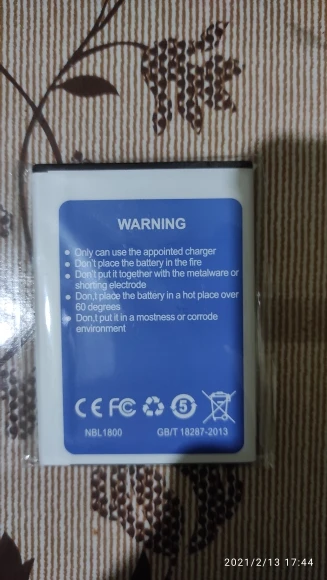 WARNING
• Only can use the appointed charger
• Don't place the battery in the fire
• Don't put it together with the metalware or
shorting electrode
• Don,t place the battery in a hot place over
60 degrees
• Don,t put it in a mostness or corrode
environment
CE FC 5
NBL1800 GB/T 18287-2013
2021/2/13 17:44